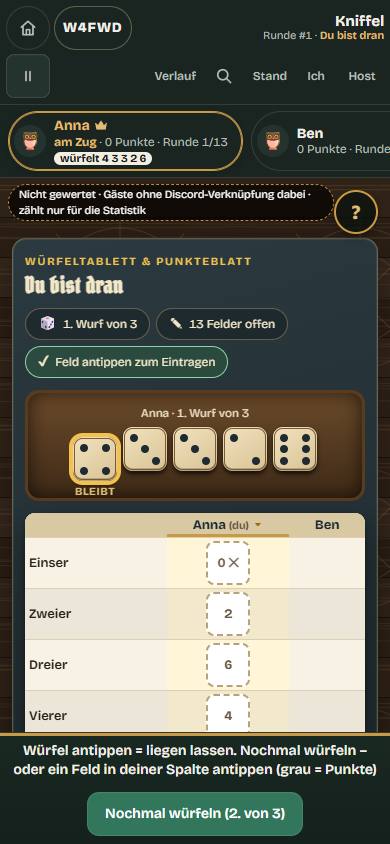 W4FWD
Kniffel
Runde #1 · Du bist dran
Verlauf
Stand
Ich
Host
Anna
am Zug · 0 Punkte · Runde 1/13
würfelt 4 3 3 2 6
Ben
0 Punkte · Runde
Nicht gewertet · Gäste ohne Discord-Verknüpfung dabei ·
zählt nur für die Statistik
?
WÜRFELTABLETT & PUNKTEBLATT
Du bist dran
1. Wurf von 3
13 Felder offen
✓ Feld antippen zum Eintragen
Anna · 1. Wurf von 3
BLEIBT
Anna (du)
Ben
Einser
0 ×
Zweier
2
Dreier
6
Vierer
4
Würfel antippen = liegen lassen. Nochmal würfeln –
oder ein Feld in deiner Spalte antippen (grau = Punkte)
Nochmal würfeln (2. von 3)